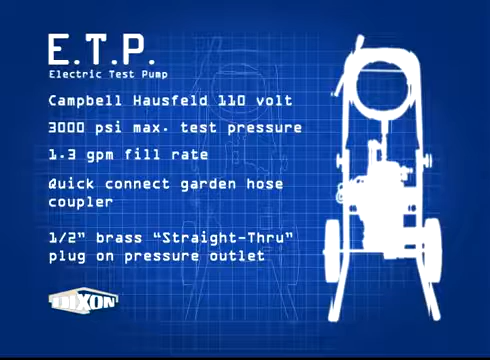 E.T.P.
Electric Test Pump
Campbell Hausfeld 110 volt
3000 psi max. test pressure
1.3 gpm fill rate
Quick connect garden hose
coupler
1/2” brass “Straight-Thru”
plug on pressure outlet
DIXON